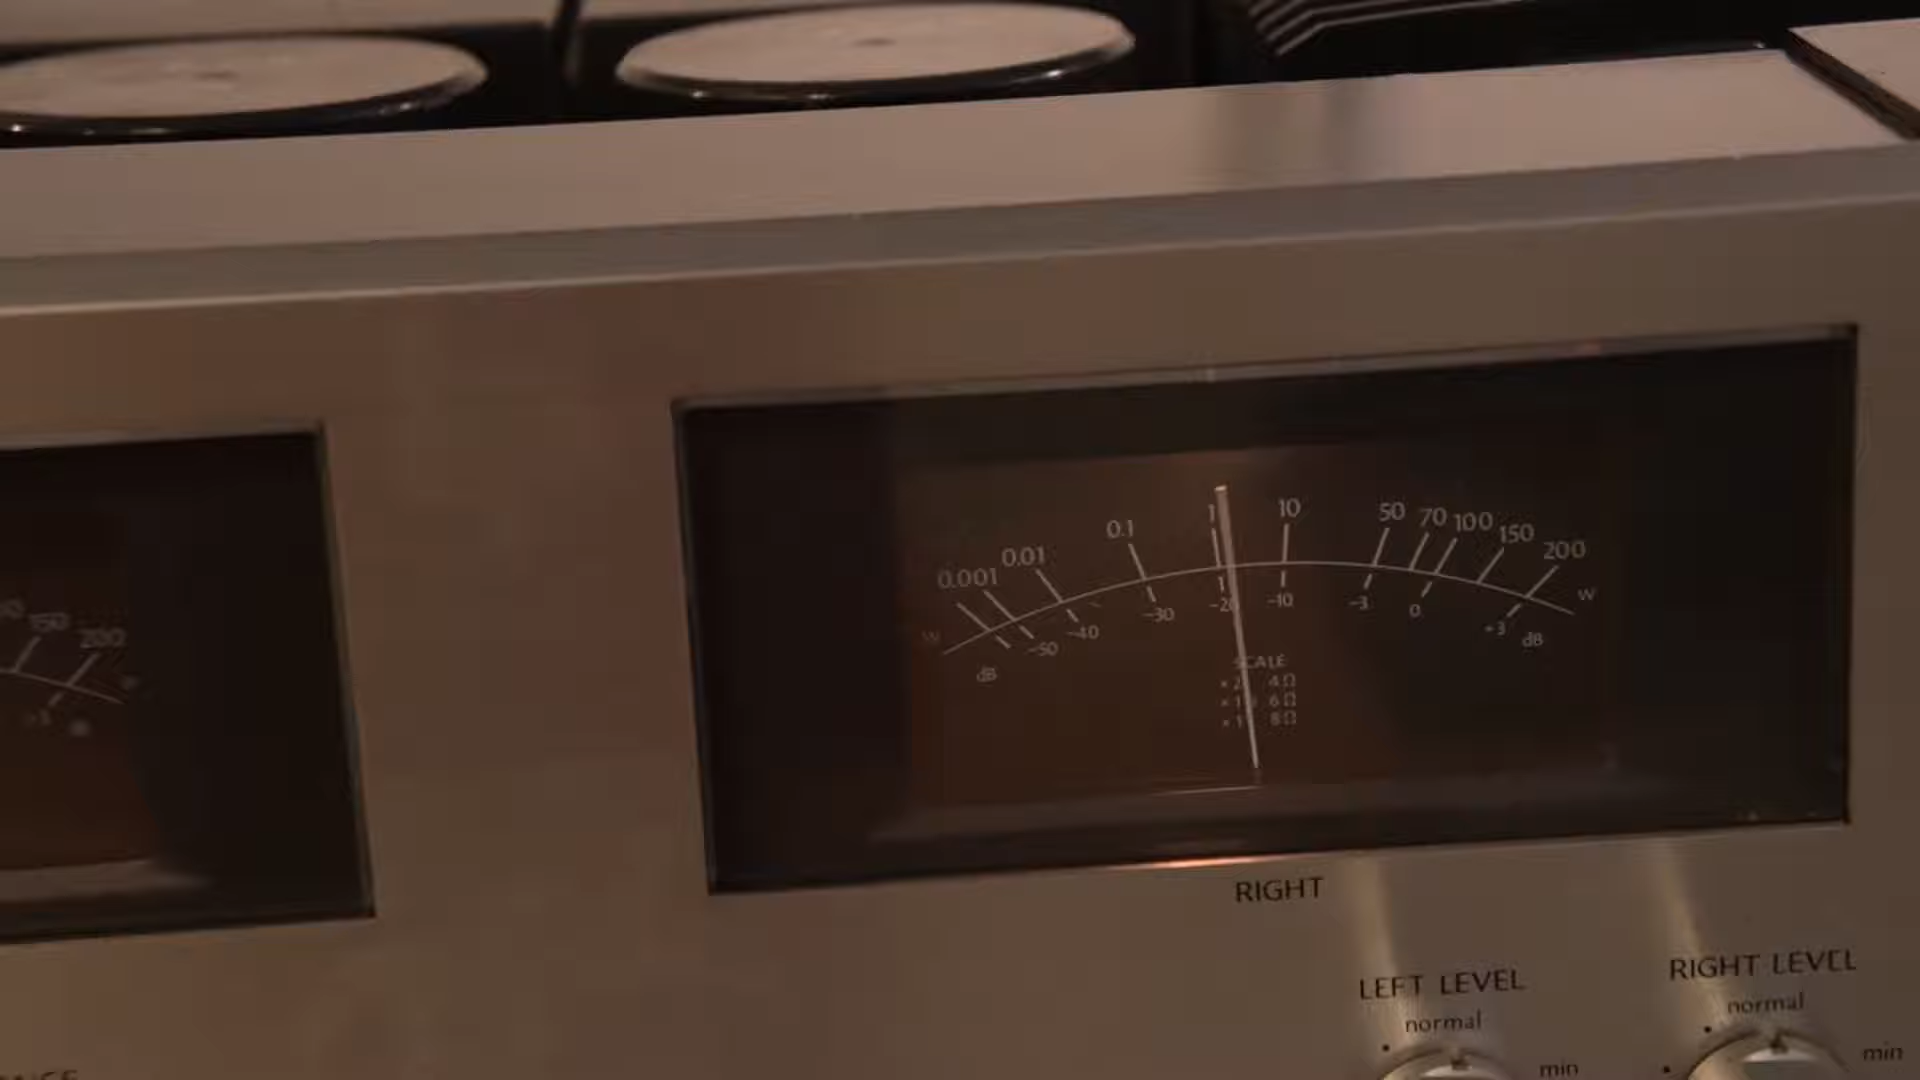 0.001 0.01 0.1 1 10 50 70 100 150 200
W W
dB -50 -40 -30 -20 -10 -3 0 +3 dB
SCALE
×2 4Ω
6Ω
×1 8Ω
150 200
RIGHT
LEFT LEVEL
normal
min
RIGHT LEVEL
normal
min